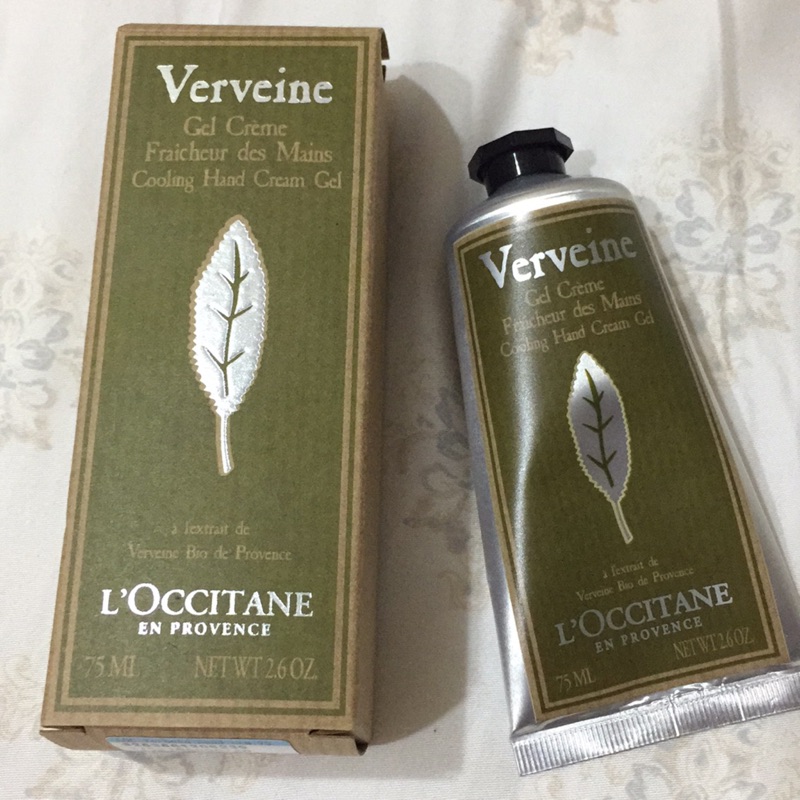 Verveine
Gel Crème
Fraîcheur des Mains
Cooling Hand Cream Gel
à l'extrait de
Verveine Bio de Provence
L'OCCITANE
EN PROVENCE
75 ML NET WT 2.6 OZ.
Verveine
Gel Crème
Fraîcheur des Mains
Cooling Hand Cream Gel
à l'extrait de
Verveine Bio de Provence
L'OCCITANE
EN PROVENCE
75 ML NET WT 2.6 OZ.